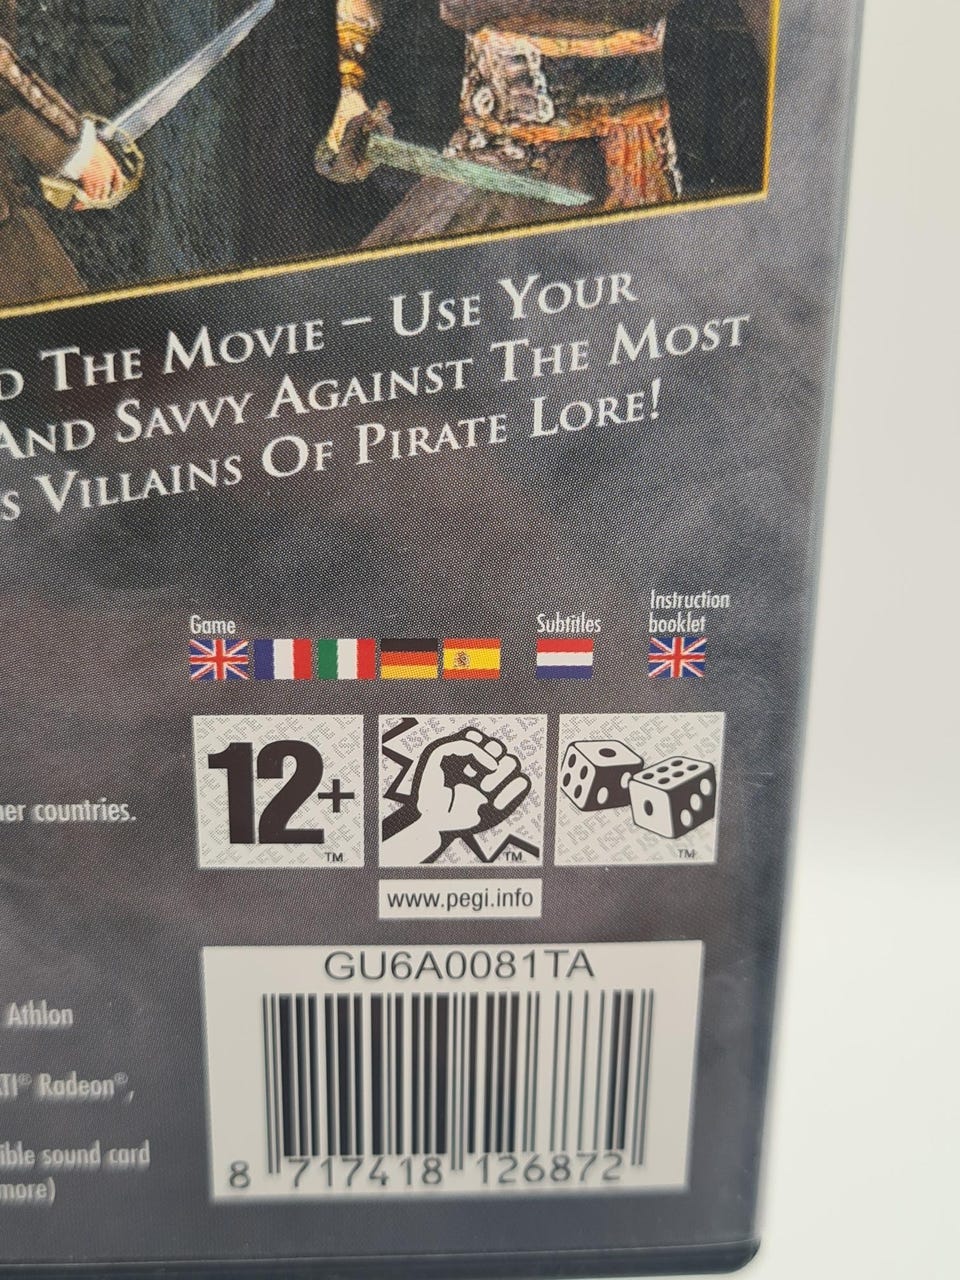 THE MOVIE – USE YOUR
AND SAVVY AGAINST THE MOST
VILLAINS OF PIRATE LORE!
Game
Subtitles
Instruction
booklet
12+
TM
TM
TM
countries.
www.pegi.info
GU6A0081TA
Athlon
Radeon®,
sound card
more)
8 717418 126872